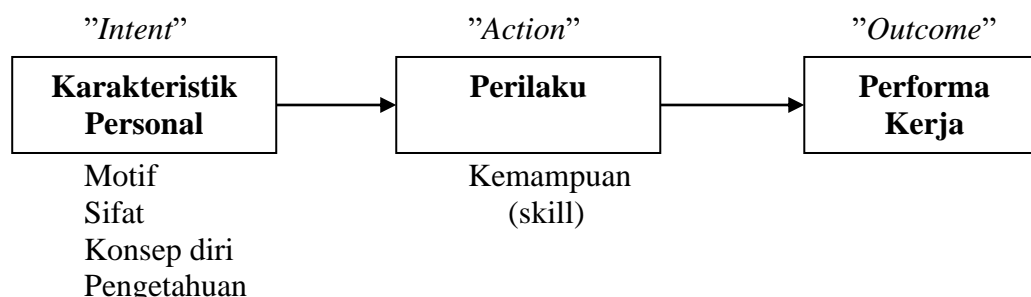 ”Intent”
”Action”
”Outcome”
Karakteristik
Personal
Perilaku
Performa
Kerja
Motif
Sifat
Konsep diri
Pengetahuan
Kemampuan
(skill)